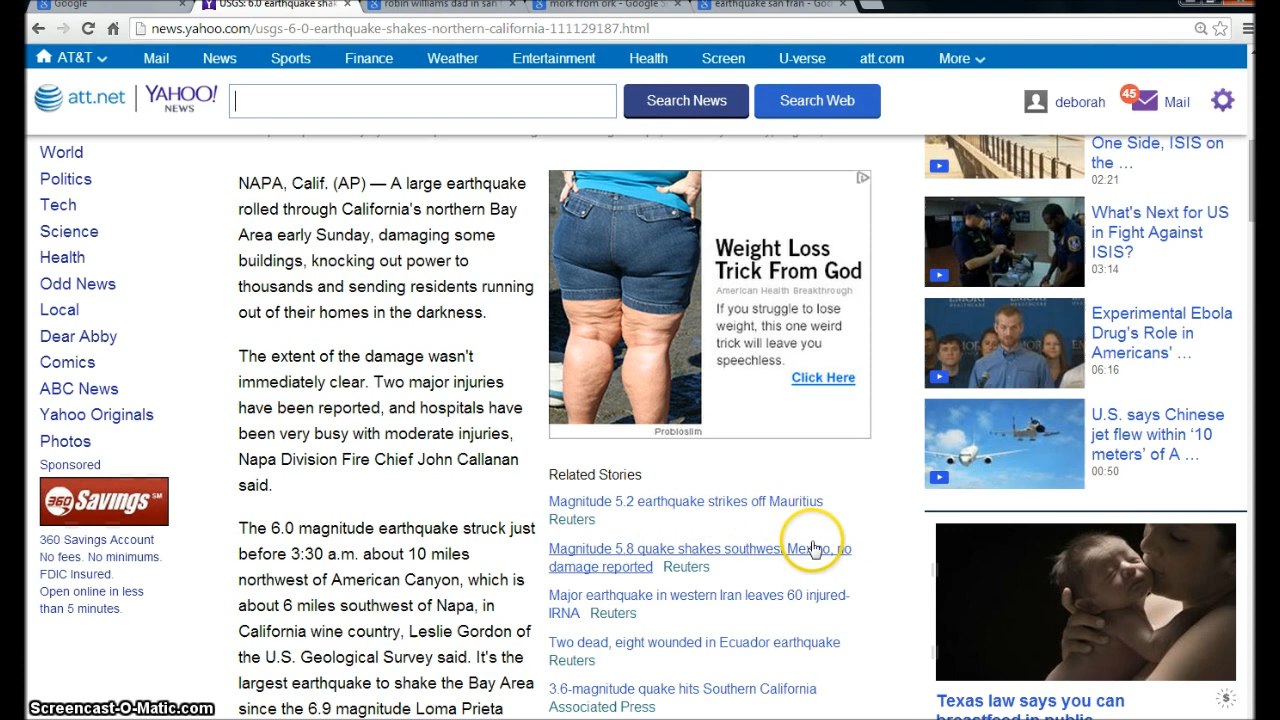 Google
USGS: 6.0 earthquake sha
robin williams dad in san
mork from ork - Google S
earthquake san fran - Goo
news.yahoo.com/usgs-6-0-earthquake-shakes-northern-california-111129187.html
AT&T
Mail
News
Sports
Finance
Weather
Entertainment
Health
Screen
U-verse
att.com
More
att.net
YAHOO!
NEWS
Search News
Search Web
deborah
45
Mail
World
Politics
Tech
Science
Health
Odd News
Local
Dear Abby
Comics
ABC News
Yahoo Originals
Photos
Sponsored
360 Savings SM
360 Savings Account
No fees. No minimums.
FDIC Insured.
Open online in less
than 5 minutes.
NAPA, Calif. (AP) — A large earthquake
rolled through California's northern Bay
Area early Sunday, damaging some
buildings, knocking out power to
thousands and sending residents running
out of their homes in the darkness.
The extent of the damage wasn't
immediately clear. Two major injuries
have been reported, and hospitals have
been very busy with moderate injuries,
Napa Division Fire Chief John Callanan
said.
The 6.0 magnitude earthquake struck just
before 3:30 a.m. about 10 miles
northwest of American Canyon, which is
about 6 miles southwest of Napa, in
California wine country, Leslie Gordon of
the U.S. Geological Survey said. It's the
largest earthquake to shake the Bay Area
since the 6.9 magnitude Loma Prieta
Weight Loss
Trick From God
American Health Breakthrough
If you struggle to lose
weight, this one weird
trick will leave you
speechless.
Click Here
Probioslim
Related Stories
Magnitude 5.2 earthquake strikes off Mauritius
Reuters
Magnitude 5.8 quake shakes southwest Mexico, no
damage reported Reuters
Major earthquake in western Iran leaves 60 injured-
IRNA Reuters
Two dead, eight wounded in Ecuador earthquake
Reuters
3.6-magnitude quake hits Southern California
Associated Press
One Side, ISIS on
the ...
02:21
What's Next for US
in Fight Against
ISIS?
03:14
Experimental Ebola
Drug's Role in
Americans' ...
06:16
U.S. says Chinese
jet flew within ‘10
meters’ of A ...
00:50
Texas law says you can
breastfeed in public
Screencast-O-Matic.com